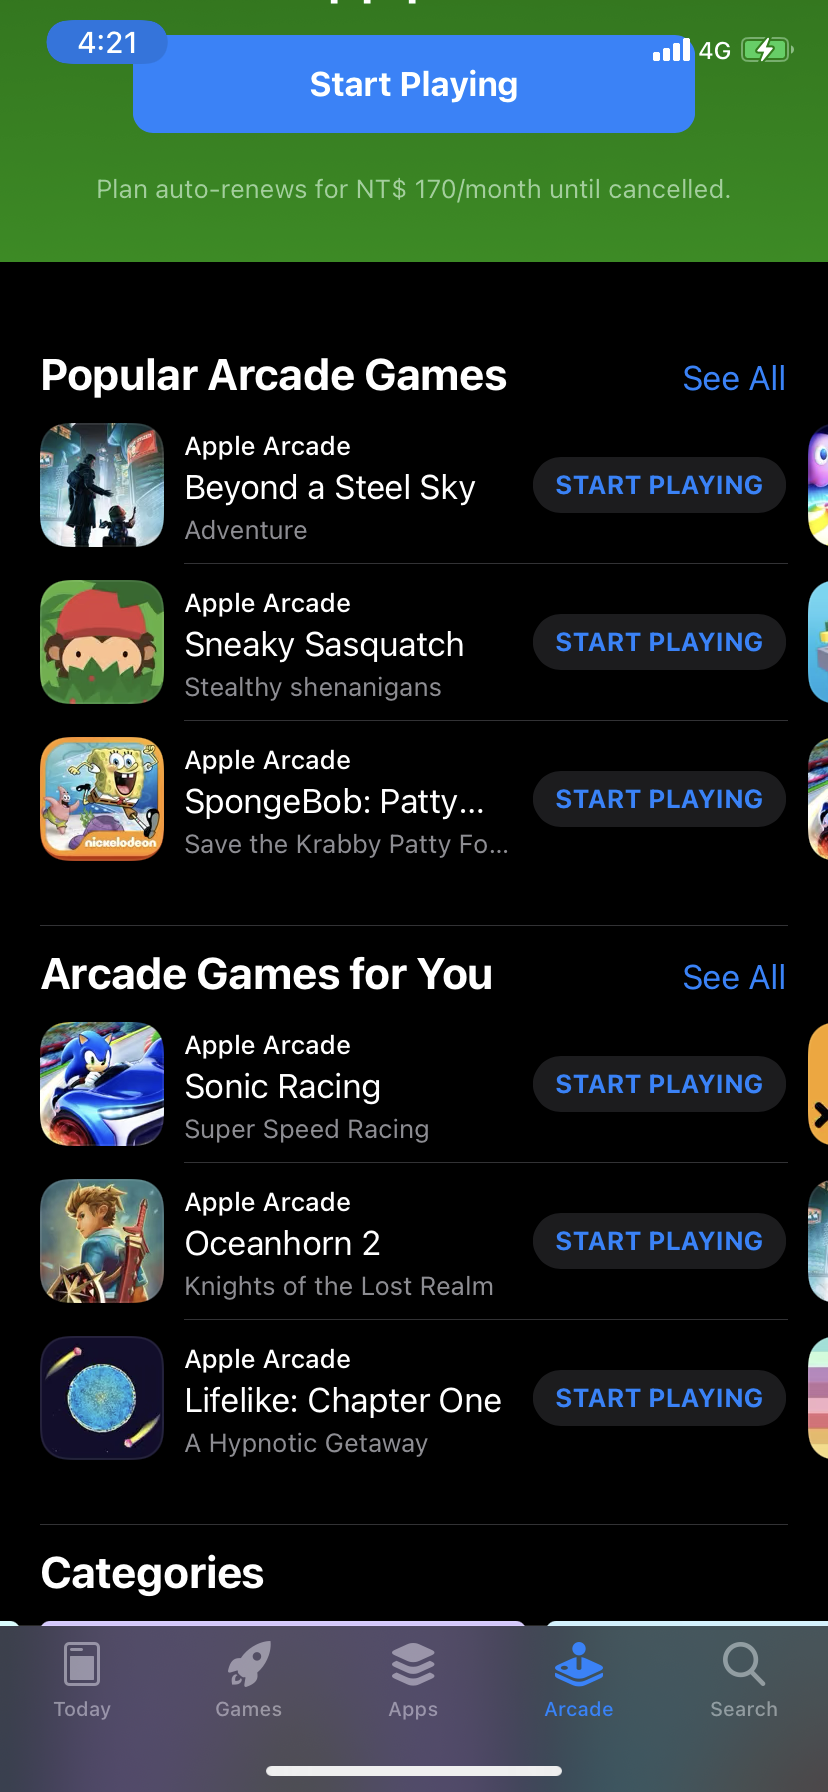 4:21
4G
Start Playing
Plan auto-renews for NT$ 170/month until cancelled.
Popular Arcade Games
See All
Apple Arcade
Beyond a Steel Sky
Adventure
START PLAYING
Apple Arcade
Sneaky Sasquatch
Stealthy shenanigans
START PLAYING
nickelodeon
Apple Arcade
SpongeBob: Patty...
Save the Krabby Patty Fo...
START PLAYING
Arcade Games for You
See All
Apple Arcade
Sonic Racing
Super Speed Racing
START PLAYING
Apple Arcade
Oceanhorn 2
Knights of the Lost Realm
START PLAYING
Apple Arcade
Lifelike: Chapter One
A Hypnotic Getaway
START PLAYING
Categories
Today
Games
Apps
Arcade
Search